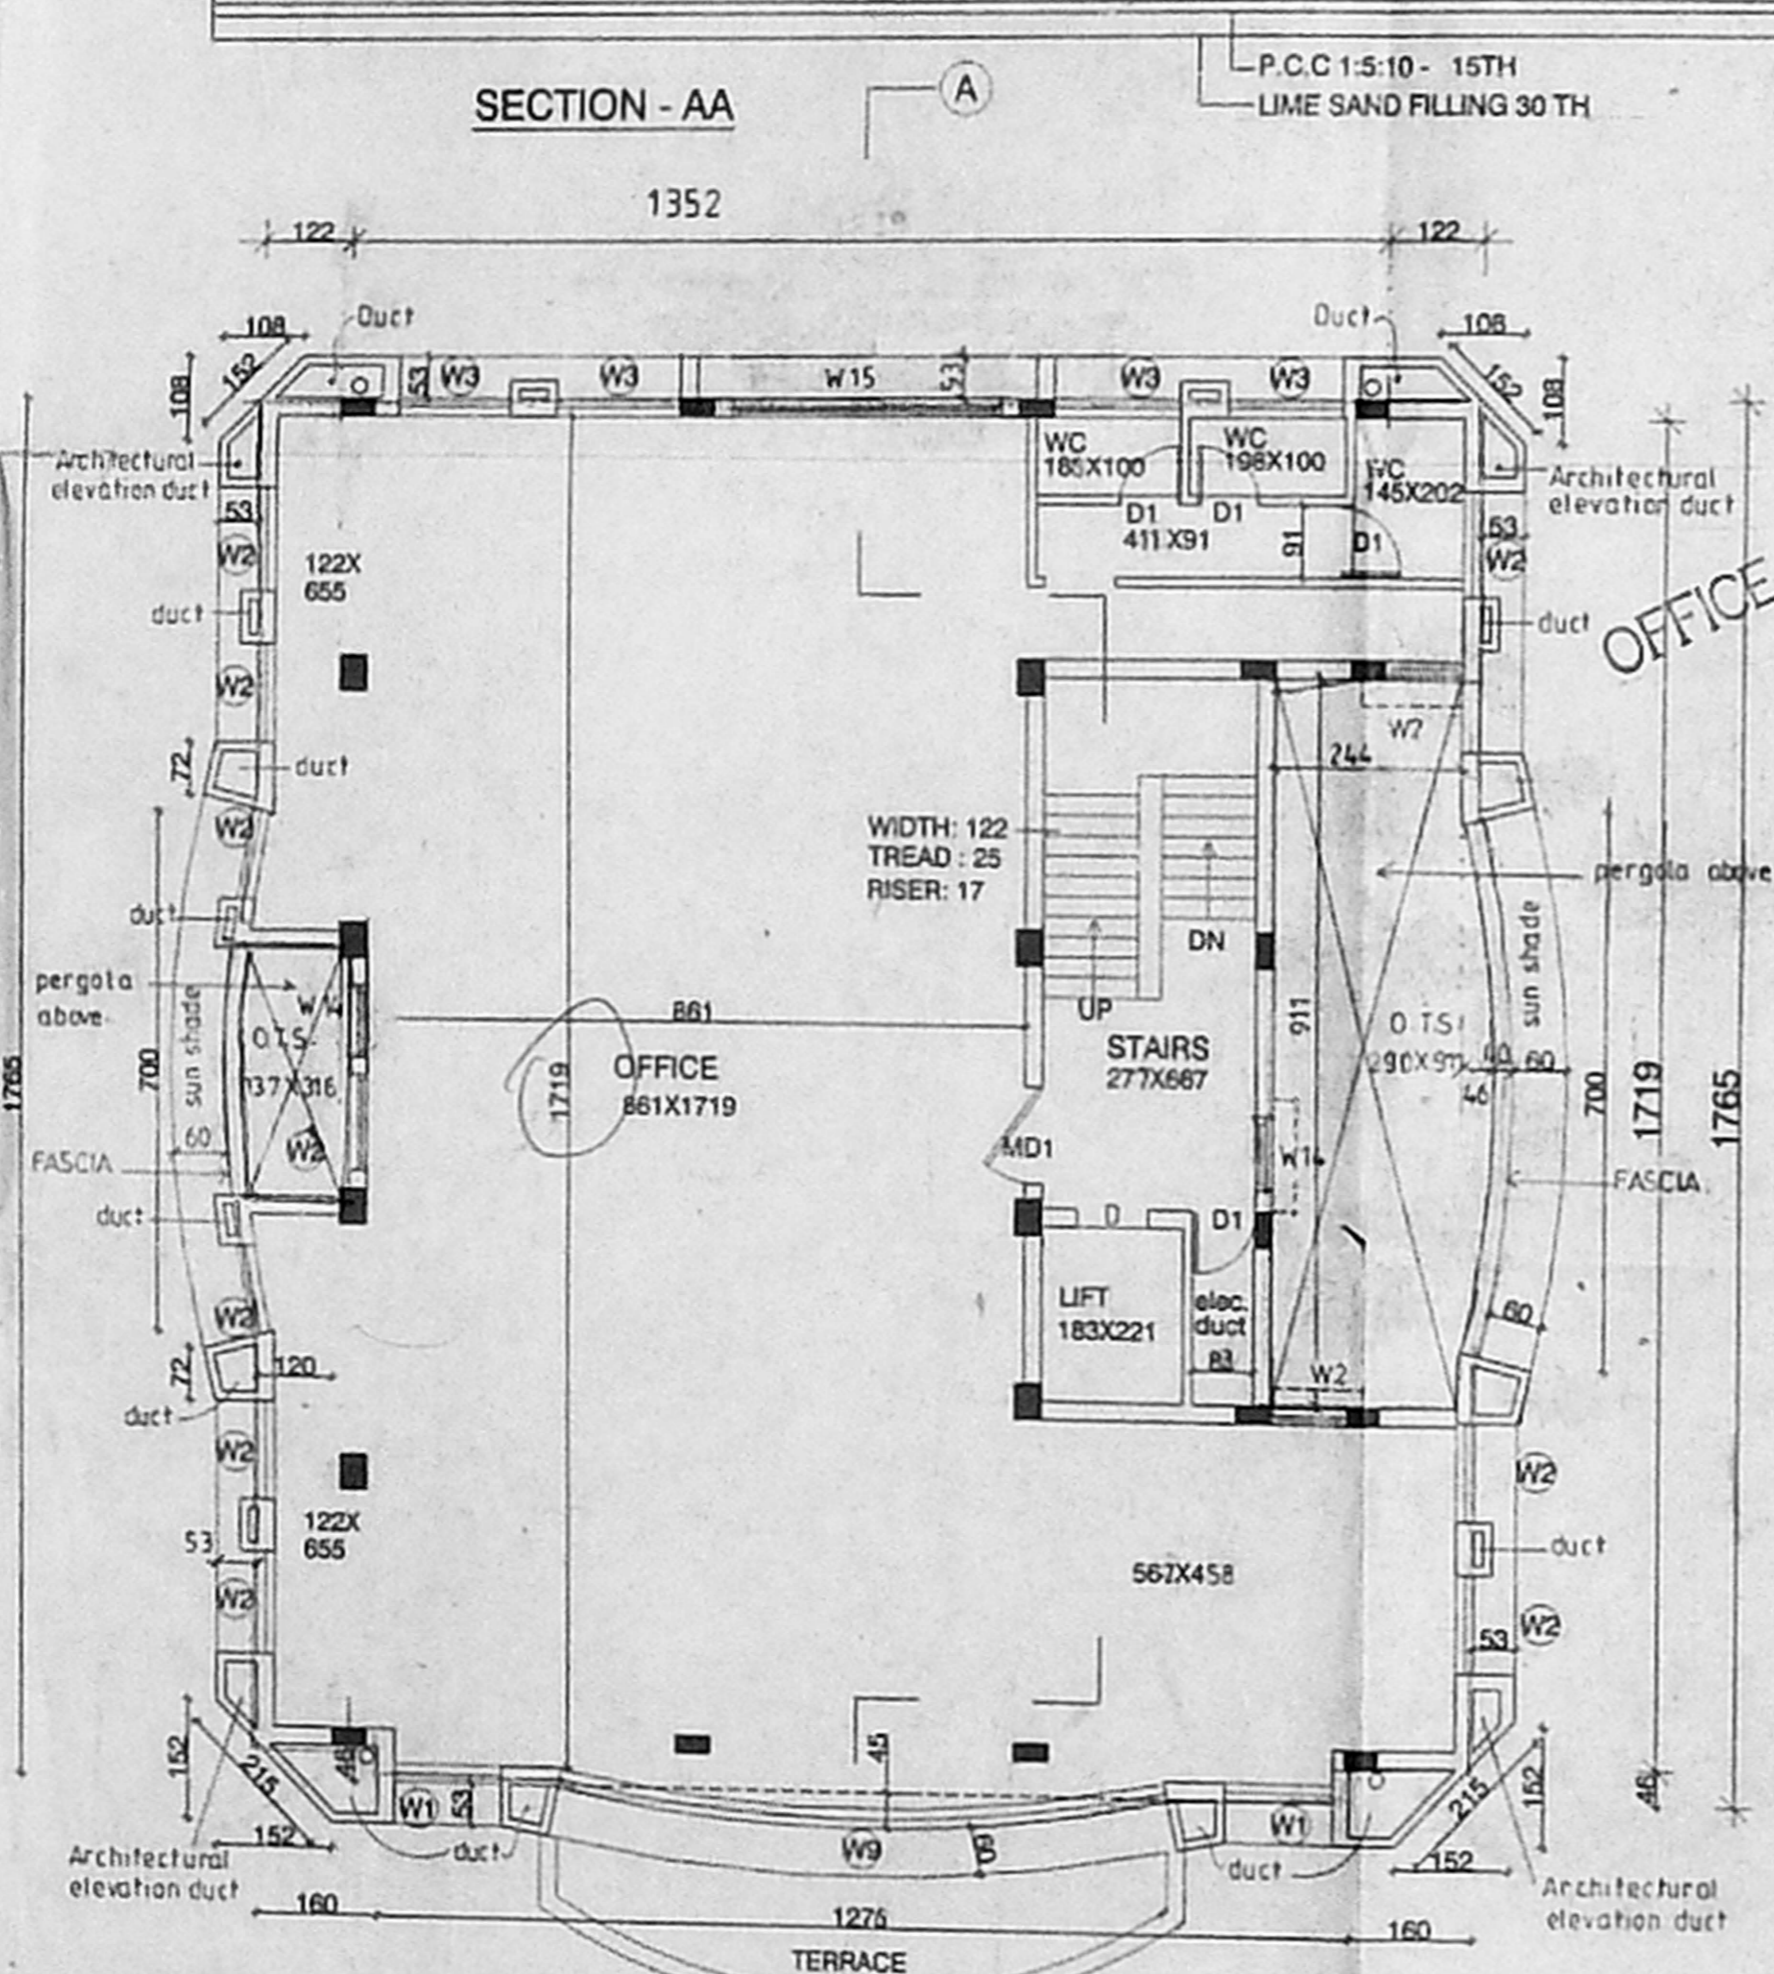 P.C.C 1:5:10 - 15TH
LIME SAND FILLING 30 TH
SECTION - AA
A
1352
122
122
108
Duct
Duct
108
152
108
53
W3
W3
W15
53
W3
W3
152
108
WC
185X100
WC
198X100
WC
145X202
Architectural
elevation duct
Architectural
elevation duct
53
D1
D1
411X91
91
D1
53
W2
W2
122X
655
duct
duct
OFFICE
W2
W2
72
duct
244
W2
WIDTH: 122
TREAD : 25
RISER: 17
pergola above
duct
DN
sun shade
pergola
above
W14
UP
861
O.T.S.
137X316
sun shade
700
1765
OFFICE
861X1719
1719
STAIRS
277X667
911
O.T.S
290X911
60
46
700
1719
1765
60
FASCIA
W2
MD1
W14
FASCIA
duct
D
D1
LIFT
183X221
elec.
duct
83
W2
60
W2
72
120
duct
W2
W2
122X
655
53
duct
567X458
W2
W2
53
152
215
46
45
W1
53
W9
60
W1
215
152
46
152
duct
duct
152
Architectural
elevation duct
Architectural
elevation duct
160
1276
160
TERRACE